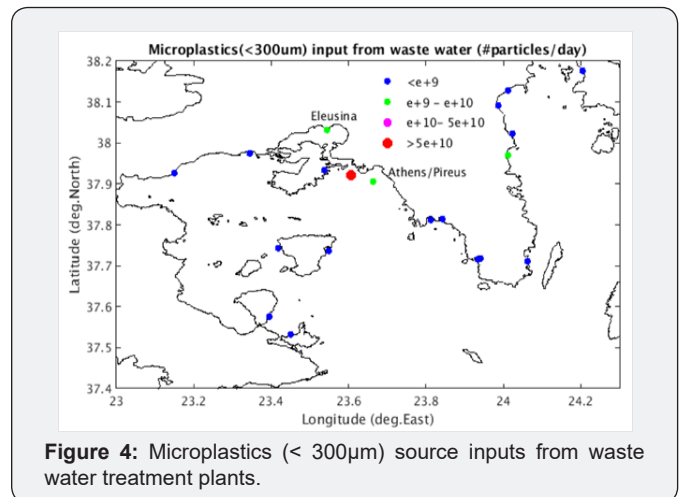 Microplastics(<300um) input from waste water (#particles/day)
38.2
38.1
38
37.9
37.8
37.7
37.6
37.5
37.4
Latitude (deg.North)
<e+9
e+9 – e+10
e+10– 5e+10
>5e+10
Eleusina
Athens/Pireus
23
23.2
23.4
23.6
23.8
24
24.2
Longitude (deg.East)
Figure 4: Microplastics (< 300μm) source inputs from waste
water treatment plants.